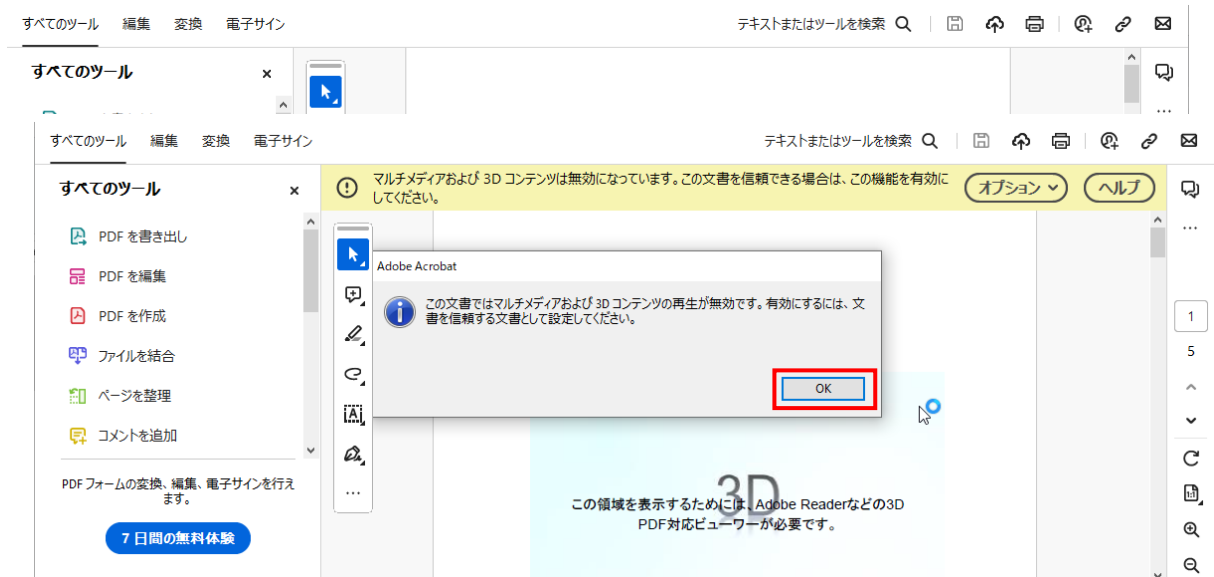 すべてのツール 編集 変換 電子サイン テキストまたはツールを検索
すべてのツール ×
すべてのツール 編集 変換 電子サイン テキストまたはツールを検索
すべてのツール ×
マルチメディアおよび 3D コンテンツは無効になっています。この文書を信頼できる場合は、この機能を有効に
してください。
オプション ヘルプ
PDF を書き出し
PDF を編集
PDF を作成
ファイルを結合
ページを整理
コメントを追加
PDF フォームの変換、編集、電子サインを行え
ます。
7 日間の無料体験
Adobe Acrobat
この文書ではマルチメディアおよび 3D コンテンツの再生が無効です。有効にするには、文
書を信頼する文書として設定してください。
OK
3D
この領域を表示するためには、Adobe Readerなどの3D
PDF対応ビューワーが必要です。
1
5